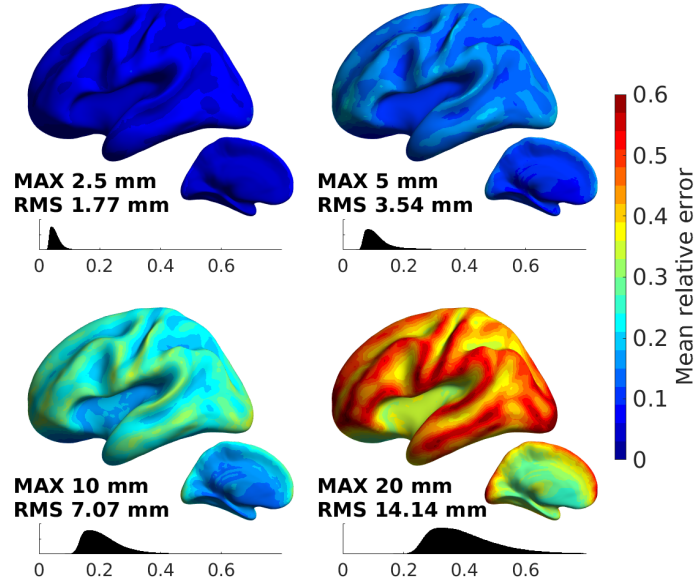 MAX 2.5 mm
RMS 1.77 mm
0 0.2 0.4 0.6
MAX 5 mm
RMS 3.54 mm
0 0.2 0.4 0.6
MAX 10 mm
RMS 7.07 mm
0 0.2 0.4 0.6
MAX 20 mm
RMS 14.14 mm
0 0.2 0.4 0.6
0.6
0.5
0.4
0.3
0.2
0.1
0
Mean relative error